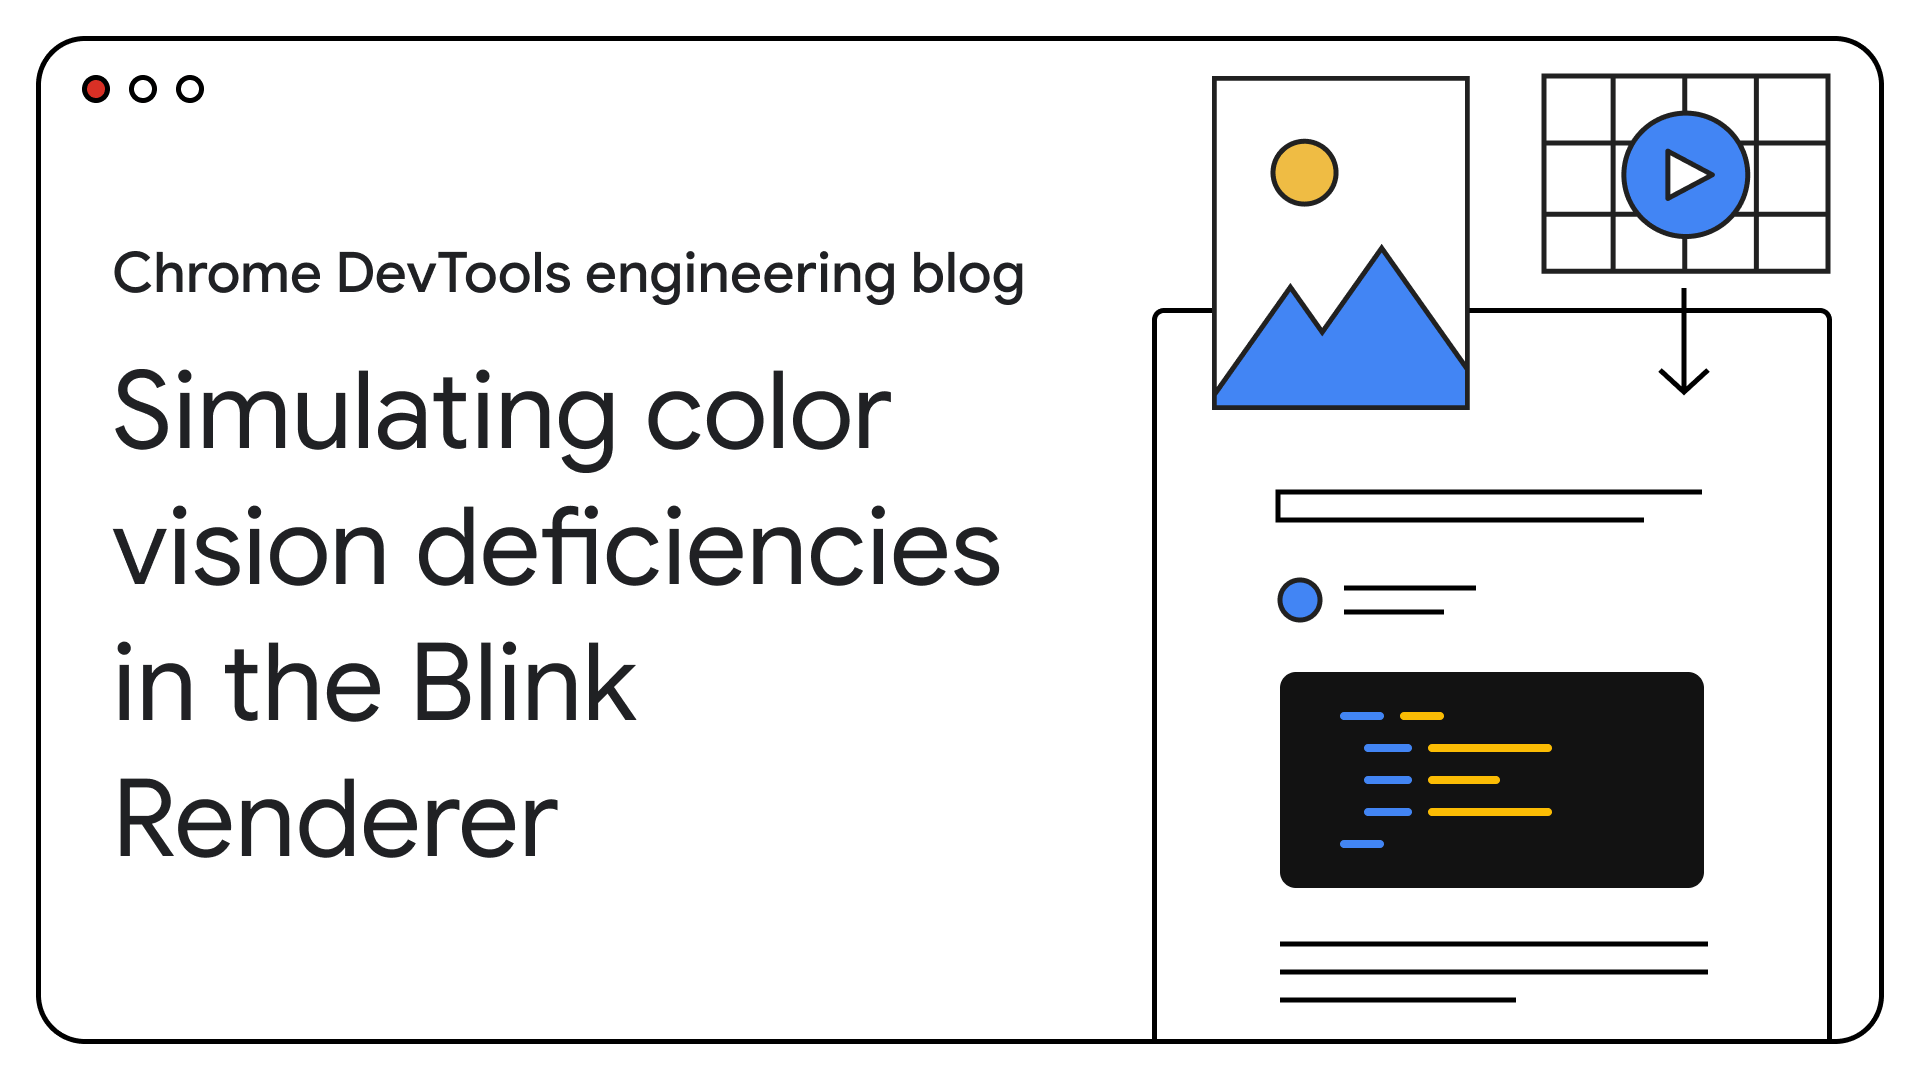 Chrome DevTools engineering blog
Simulating color
vision deficiencies
in the Blink
Renderer